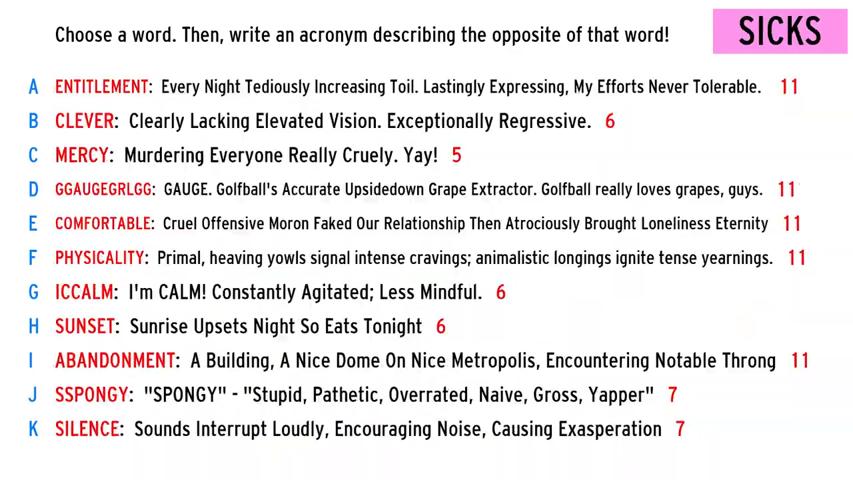 Choose a word. Then, write an acronym describing the opposite of that word!
SICKS
A ENTITLEMENT: Every Night Tediously Increasing Toil. Lastingly Expressing, My Efforts Never Tolerable. 11
B CLEVER: Clearly Lacking Elevated Vision. Exceptionally Regressive. 6
C MERCY: Murdering Everyone Really Cruely. Yay! 5
D GGAUGEGRLGG: GAUGE. Golfball's Accurate Upsidedown Grape Extractor. Golfball really loves grapes, guys. 11
E COMFORTABLE: Cruel Offensive Moron Faked Our Relationship Then Atrociously Brought Loneliness Eternity 11
F PHYSICALITY: Primal, heaving yowls signal intense cravings; animalistic longings ignite tense yearnings. 11
G ICCALM: I'm CALM! Constantly Agitated; Less Mindful. 6
H SUNSET: Sunrise Upsets Night So Eats Tonight 6
I ABANDONMENT: A Building, A Nice Dome On Nice Metropolis, Encountering Notable Throng 11
J SSPONGY: "SPONGY" - "Stupid, Pathetic, Overrated, Naive, Gross, Yapper" 7
K SILENCE: Sounds Interrupt Loudly, Encouraging Noise, Causing Exasperation 7